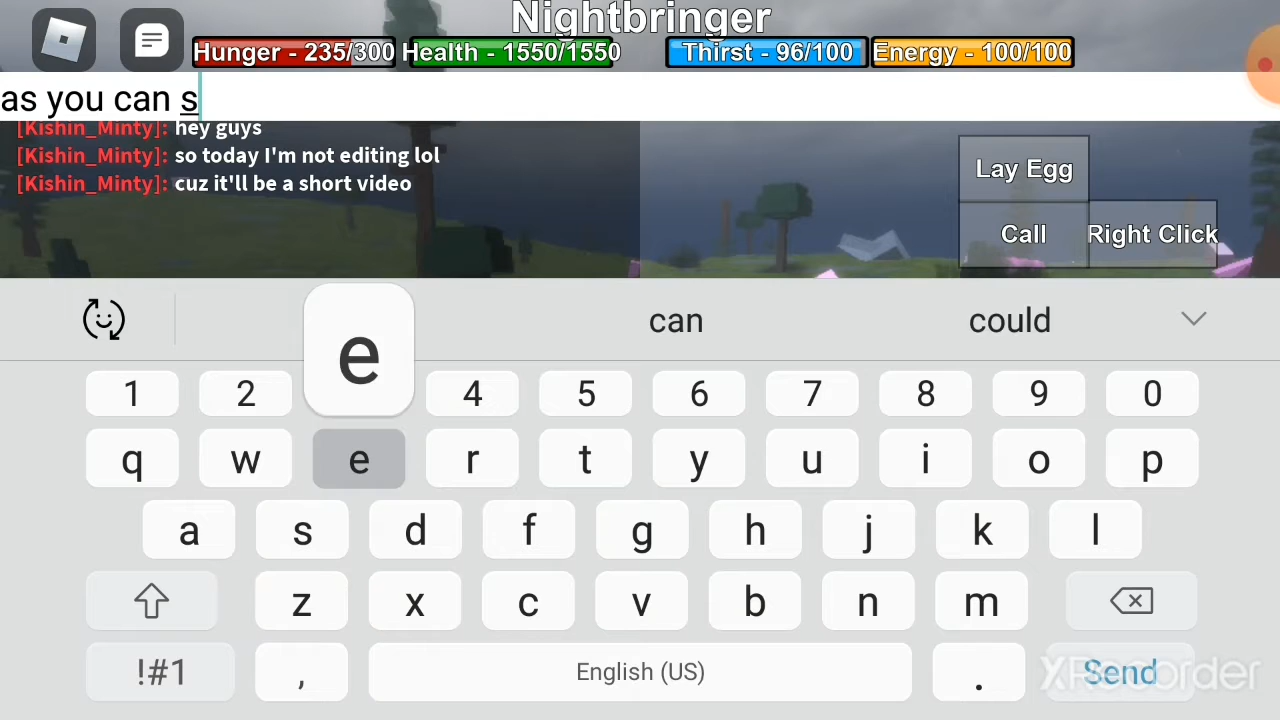 Nightbringer
Hunger - 235/300 Health - 1550/1550 Thirst - 96/100 Energy - 100/100
as you can s
[Kishin_Minty]: hey guys
[Kishin_Minty]: so today I'm not editing lol
[Kishin_Minty]: cuz it'll be a short video
Lay Egg
Call Right Click
e can could
1 2 4 5 6 7 8 9 0
q w e r t y u i o p
a s d f g h j k l
z x c v b n m
!#1 , English (US) . Send
XRecorder